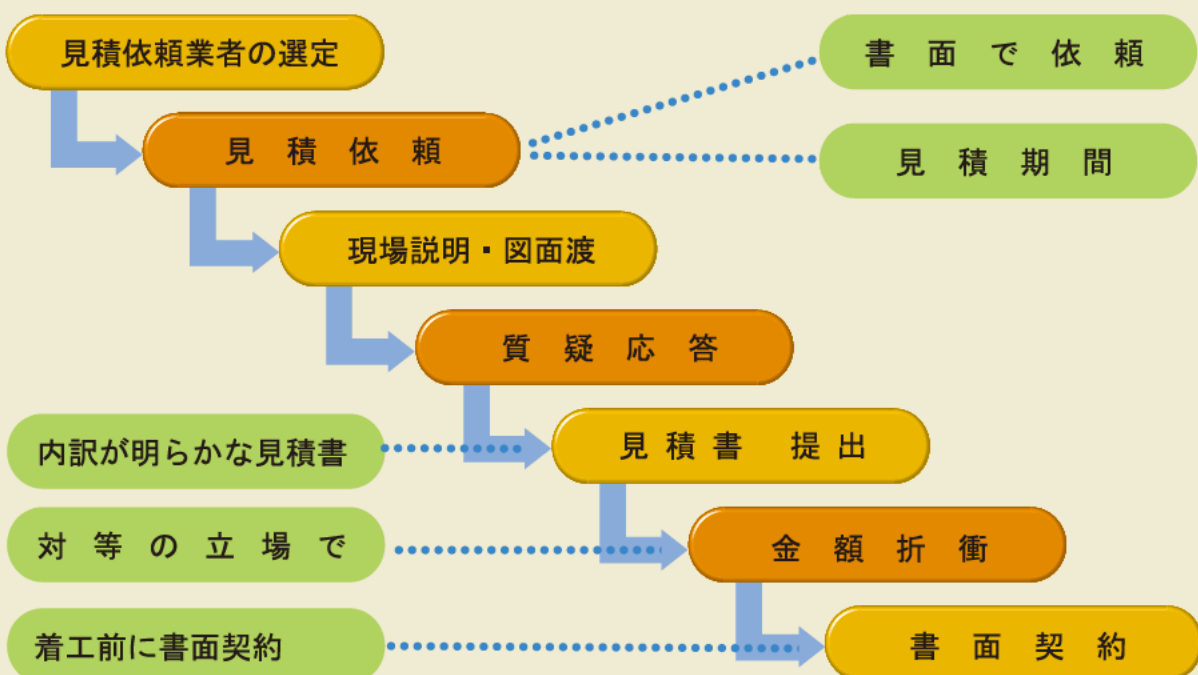 見積依頼業者の選定
書面で依頼
見積依頼
見積期間
現場説明・図面渡
質疑応答
内訳が明らかな見積書
見積書 提出
対等の立場で
金額折衝
着工前に書面契約
書面契約